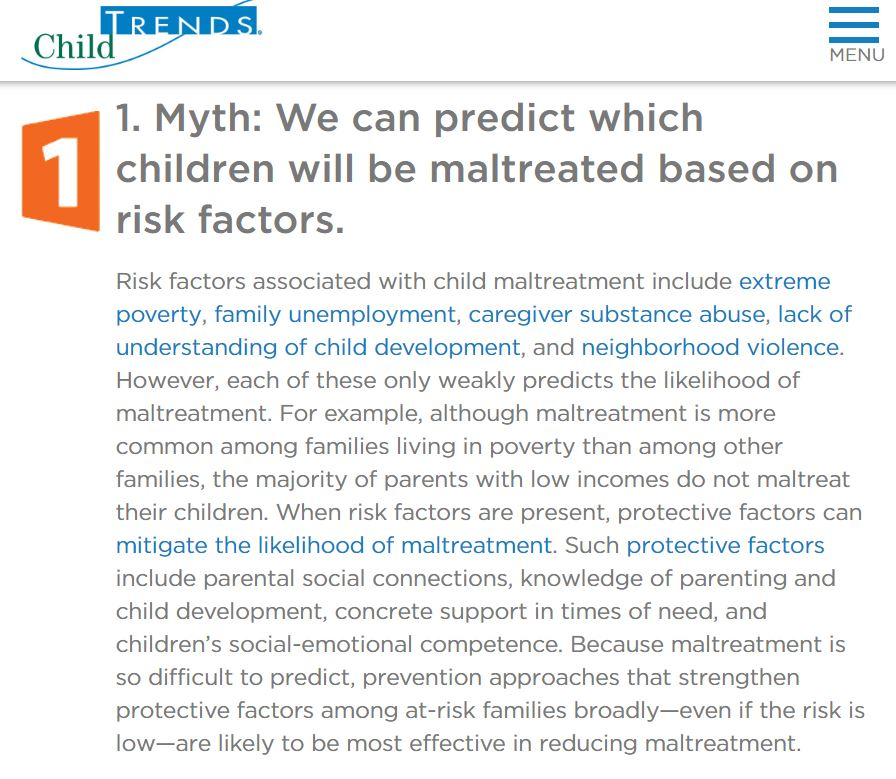 Child TRENDS®
MENU
1
1. Myth: We can predict which
children will be maltreated based on
risk factors.
Risk factors associated with child maltreatment include extreme
poverty, family unemployment, caregiver substance abuse, lack of
understanding of child development, and neighborhood violence.
However, each of these only weakly predicts the likelihood of
maltreatment. For example, although maltreatment is more
common among families living in poverty than among other
families, the majority of parents with low incomes do not maltreat
their children. When risk factors are present, protective factors can
mitigate the likelihood of maltreatment. Such protective factors
include parental social connections, knowledge of parenting and
child development, concrete support in times of need, and
children’s social-emotional competence. Because maltreatment is
so difficult to predict, prevention approaches that strengthen
protective factors among at-risk families broadly—even if the risk is
low—are likely to be most effective in reducing maltreatment.